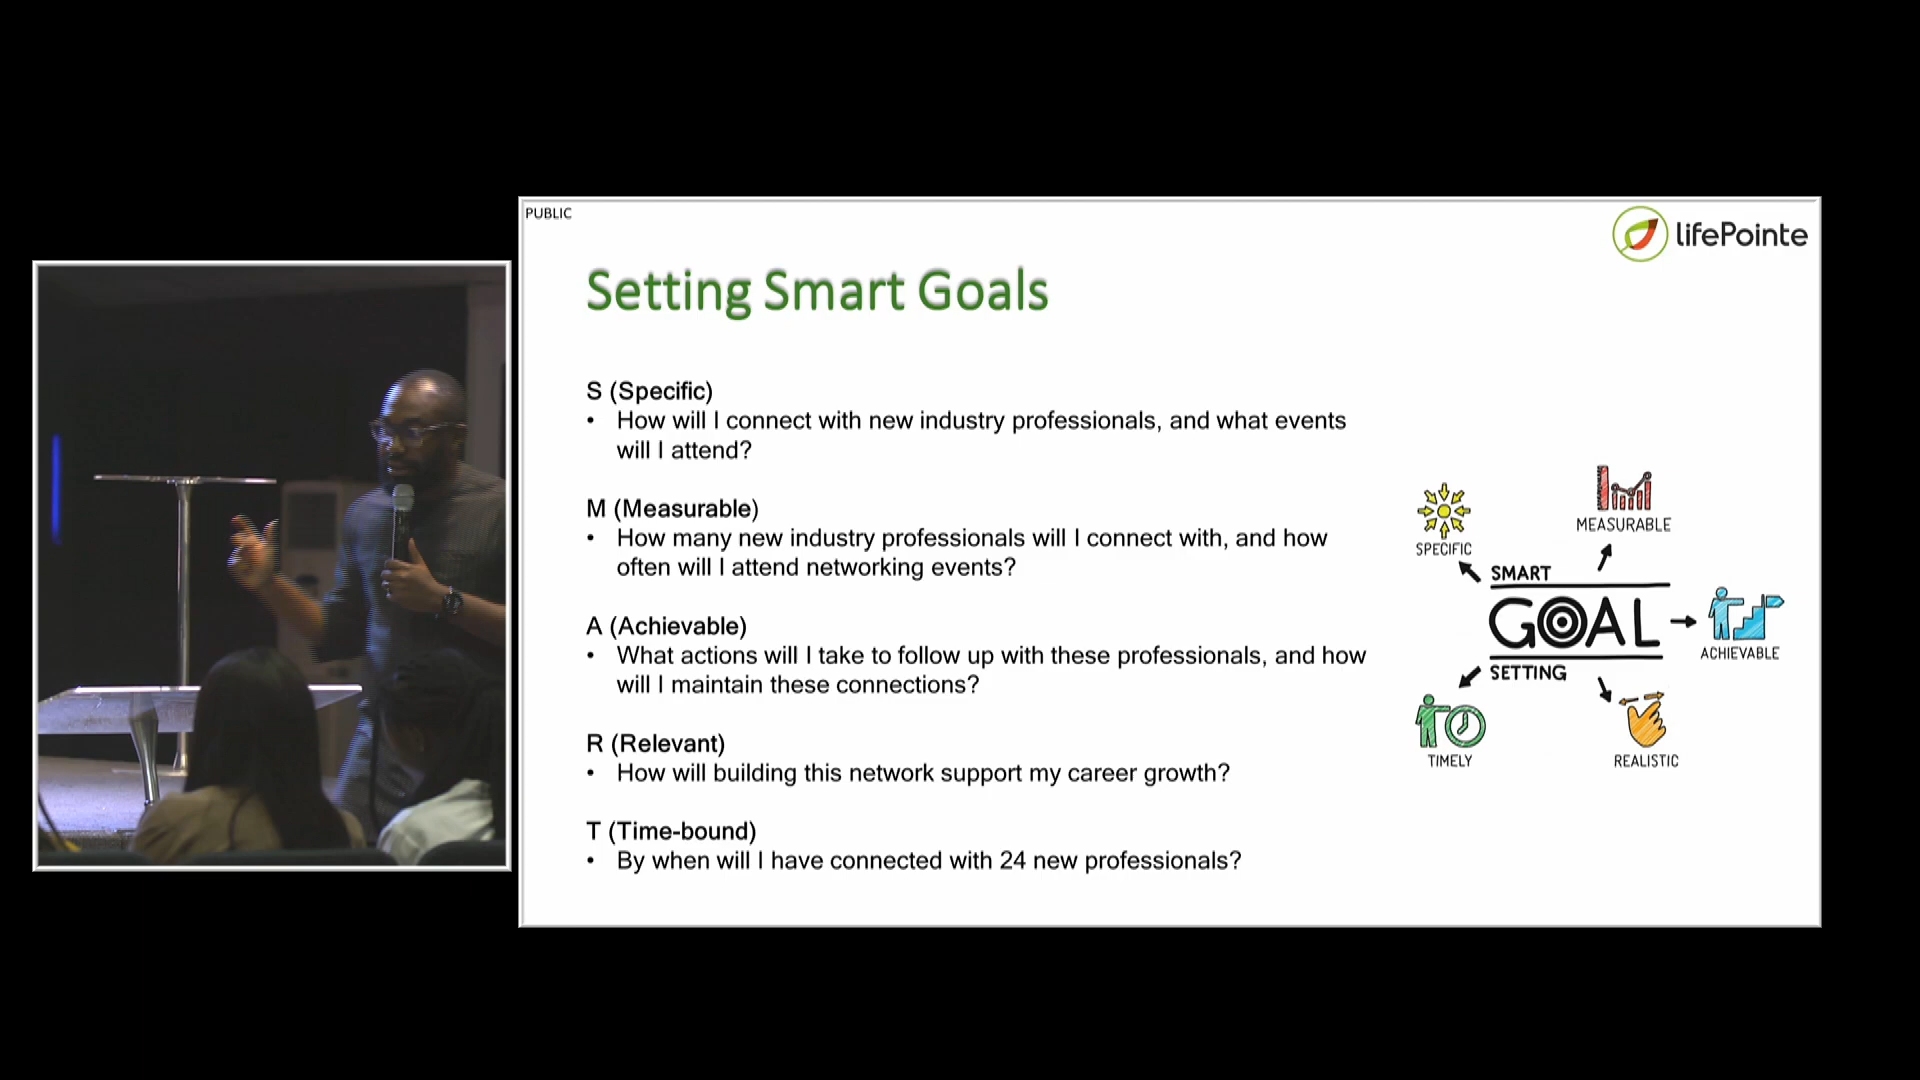 PUBLIC
lifePointe
Setting Smart Goals
S (Specific)
• How will I connect with new industry professionals, and what events
will I attend?
M (Measurable)
• How many new industry professionals will I connect with, and how
often will I attend networking events?
A (Achievable)
• What actions will I take to follow up with these professionals, and how
will I maintain these connections?
R (Relevant)
• How will building this network support my career growth?
T (Time-bound)
• By when will I have connected with 24 new professionals?
SPECIFIC
MEASURABLE
SMART
GOAL
SETTING
ACHIEVABLE
TIMELY
REALISTIC